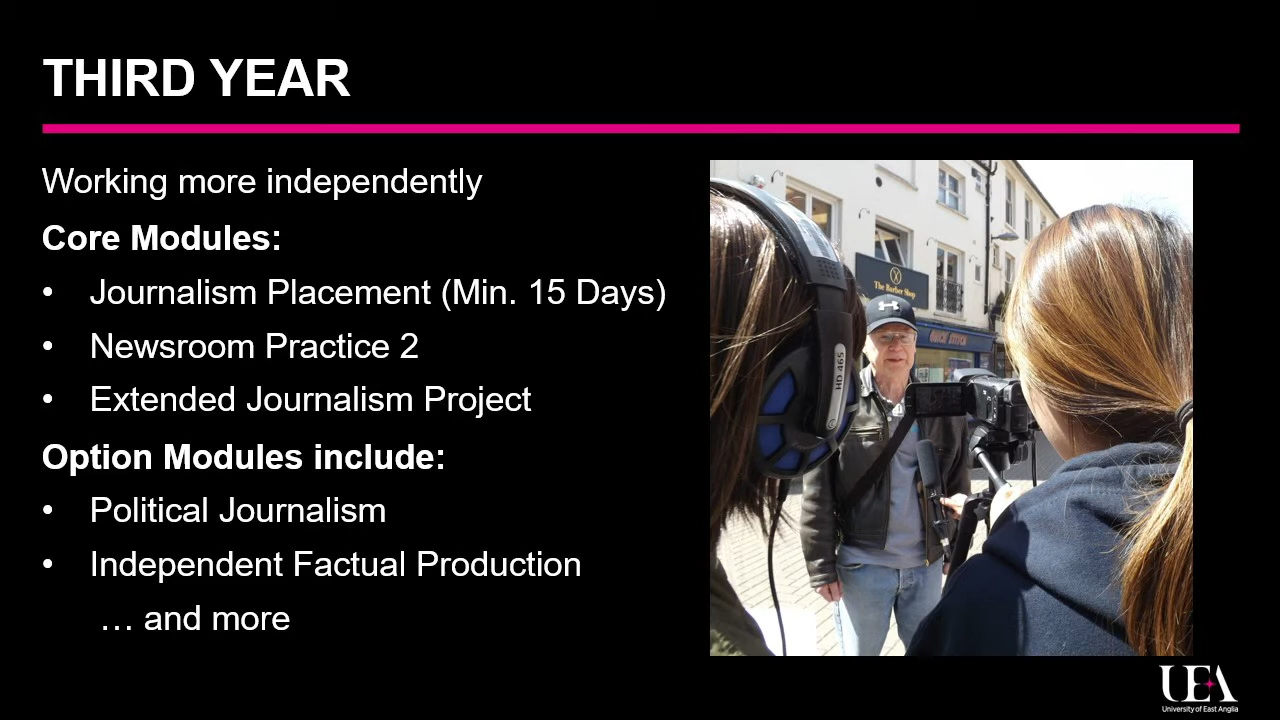 THIRD YEAR
Working more independently
Core Modules:
• Journalism Placement (Min. 15 Days)
• Newsroom Practice 2
• Extended Journalism Project
Option Modules include:
• Political Journalism
• Independent Factual Production
… and more
The Barber Shop
QUICK STITCH
HD 465
UEA
University of East Anglia